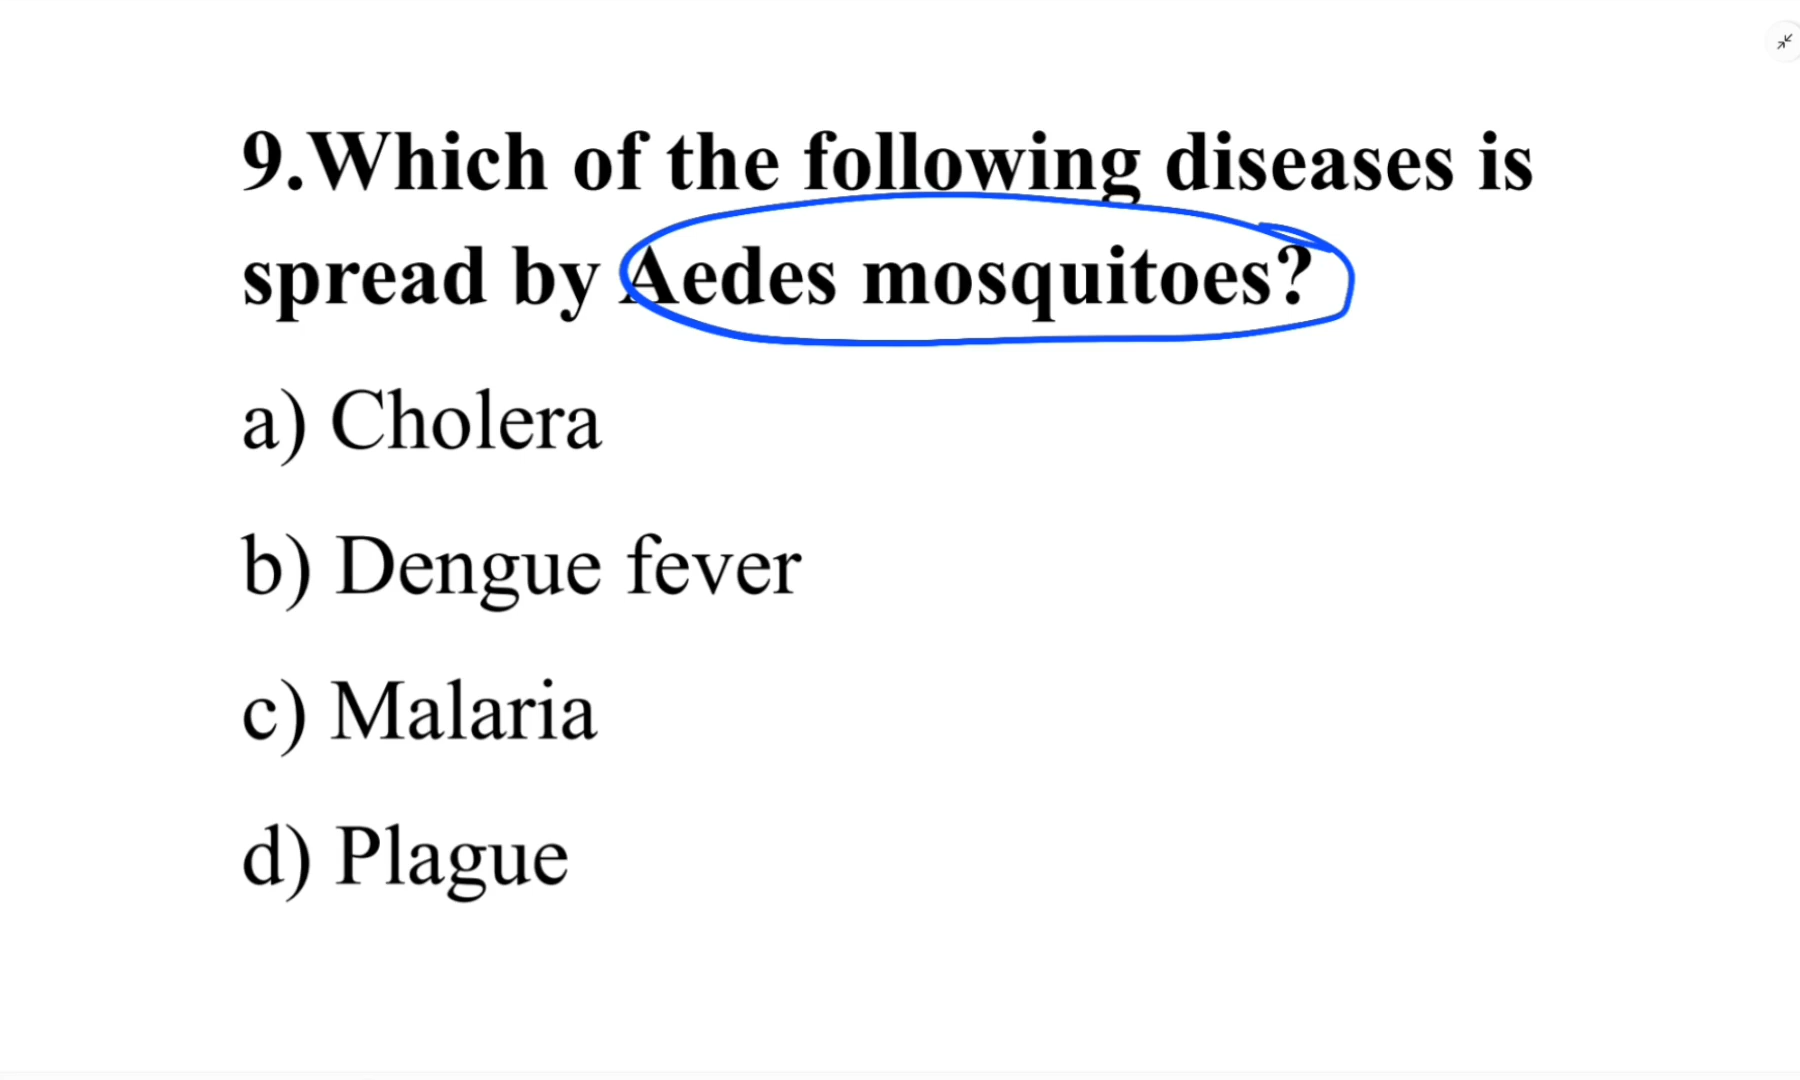 9.Which of the following diseases is
spread by Aedes mosquitoes?
a) Cholera
b) Dengue fever
c) Malaria
d) Plague